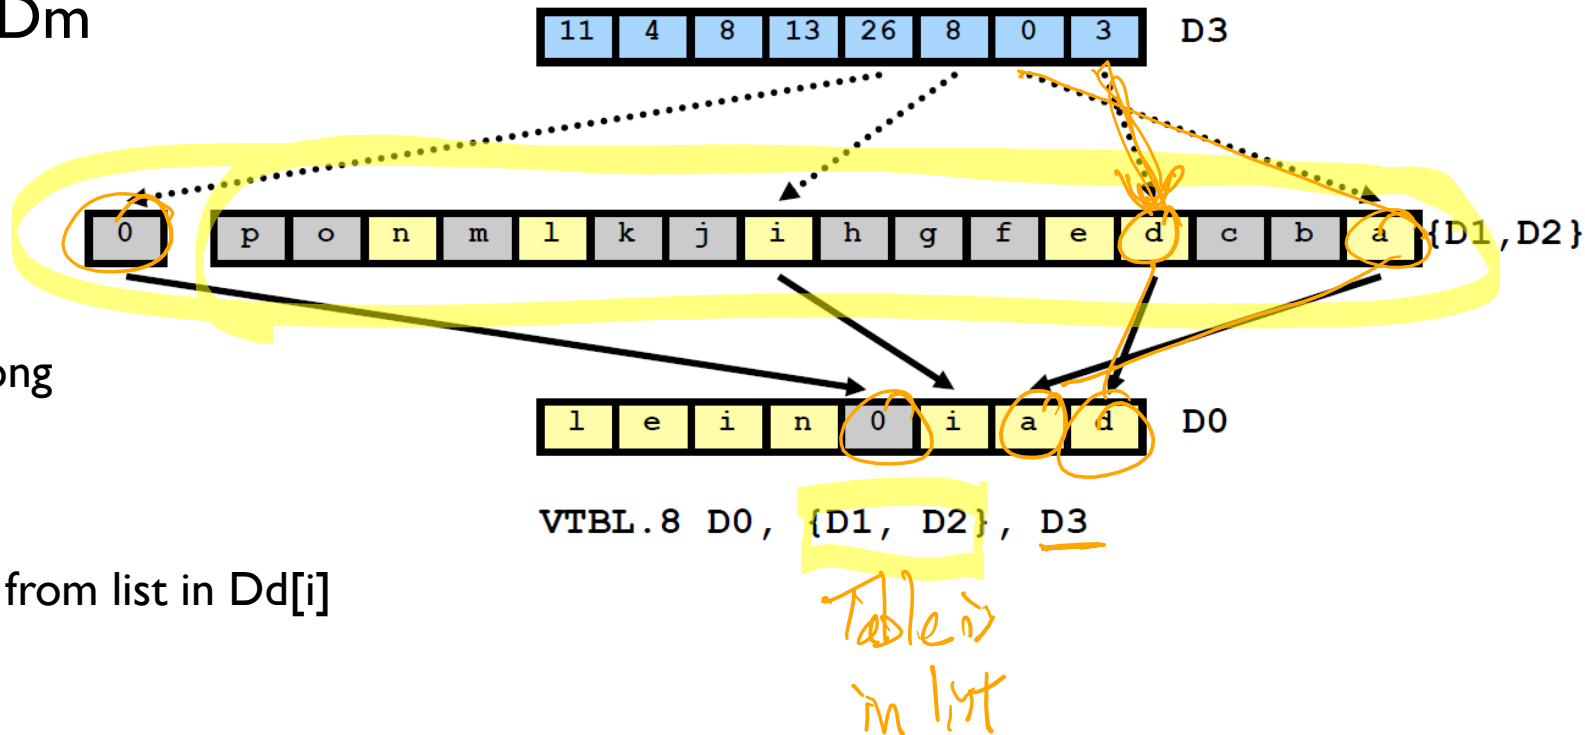 Dm
11 4 8 13 26 8 0 3 D3
0 p o n m l k j i h g f e d c b a {D1,D2}
ong
l e i n 0 i a d D0
VTBL.8 D0, {D1, D2}, D3
from list in Dd[i]
Table is
in list